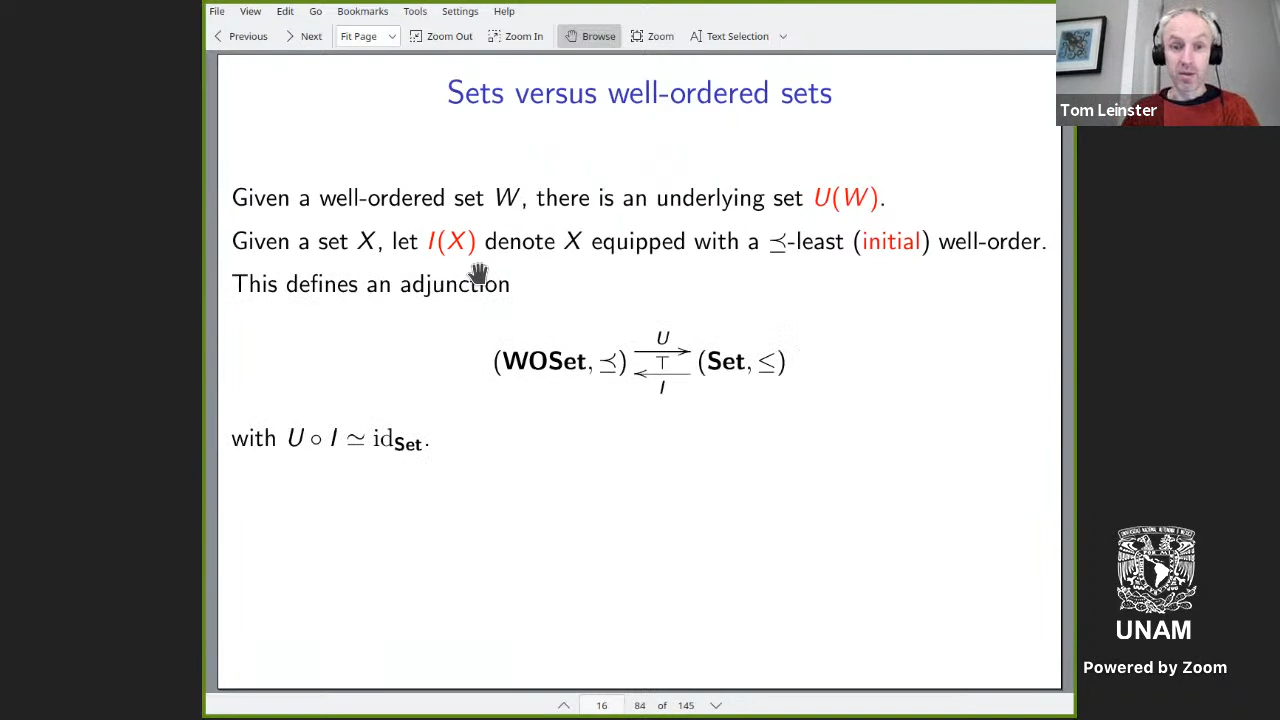 File View Edit Go Bookmarks Tools Settings Help
Previous Next Fit Page Zoom Out Zoom In Browse Zoom Text Selection
Tom Leinster
Sets versus well-ordered sets
Given a well-ordered set W, there is an underlying set U(W).
Given a set X, let I(X) denote X equipped with a ⪯-least (initial) well-order.
This defines an adjunction
U
(WOSet, ⪯) ⊤ (Set, ≤)
I
with U ∘ I ≃ id_Set.
UNAM
Powered by Zoom
16 84 of 145